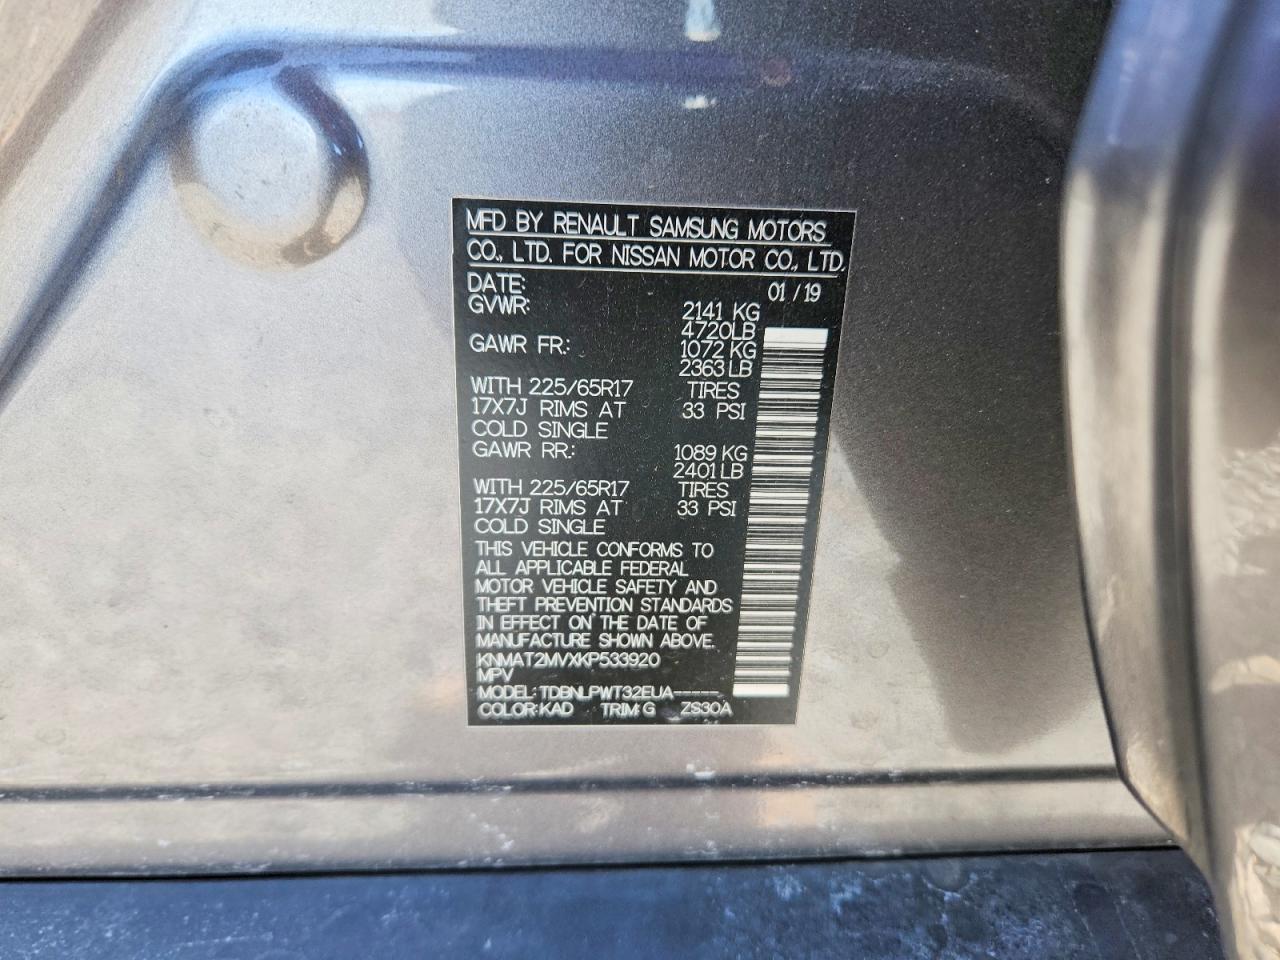 MFD BY RENAULT SAMSUNG MOTORS
CO., LTD. FOR NISSAN MOTOR CO., LTD.
DATE: 01 / 19
GVWR: 2141 KG
4720LB
GAWR FR.: 1072 KG
2363 LB
WITH 225/65R17 TIRES
17X7J RIMS AT 33 PSI
COLD SINGLE
GAWR RR.: 1089 KG
2401 LB
WITH 225/65R17 TIRES
17X7J RIMS AT 33 PSI
COLD SINGLE
THIS VEHICLE CONFORMS TO
ALL APPLICABLE FEDERAL
MOTOR VEHICLE SAFETY AND
THEFT PREVENTION STANDARDS
IN EFFECT ON THE DATE OF
MANUFACTURE SHOWN ABOVE.
KNMAT2MVXKP533920
MPV
MODEL: TDBNLPWT32EUA-----
COLOR: KAD TRIM: G ZS30A